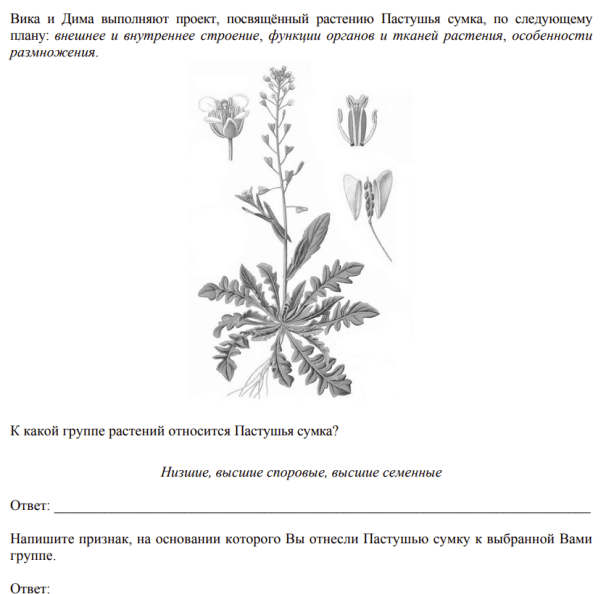 Вика и Дима выполняют проект, посвящённый растению Пастушья сумка, по следующему
плану: внешнее и внутреннее строение, функции органов и тканей растения, особенности
размножения.
К какой группе растений относится Пастушья сумка?
Низшие, высшие споровые, высшие семенные
Ответ:
Напишите признак, на основании которого Вы отнесли Пастушью сумку к выбранной Вами
группе.
Ответ: